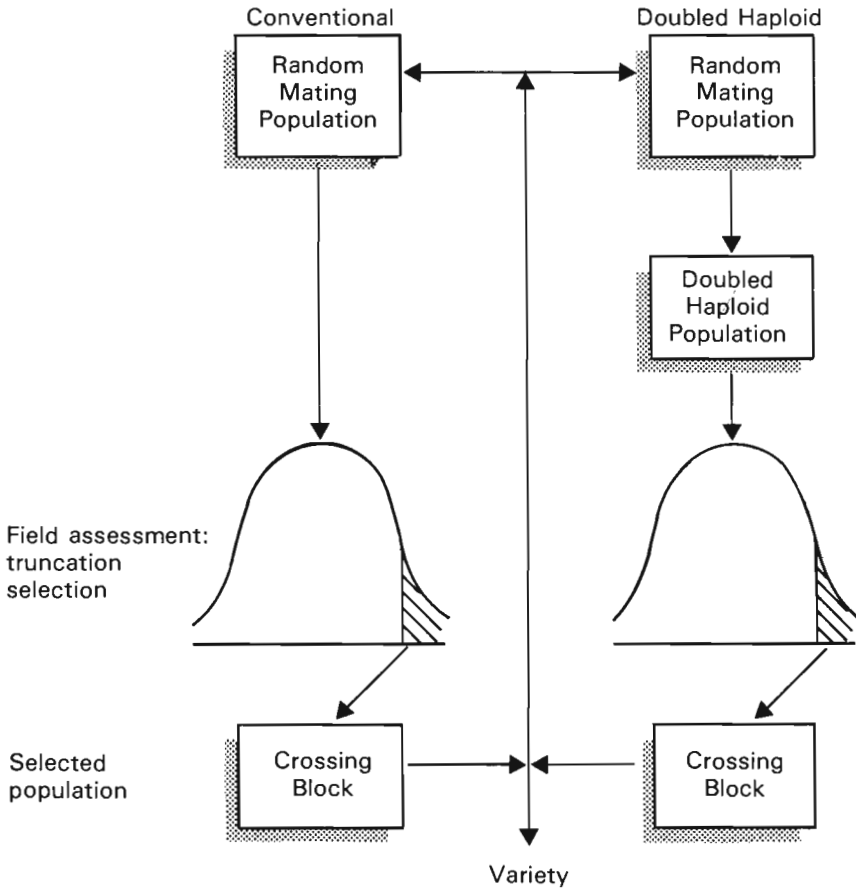 Conventional
Doubled Haploid
Random
Mating
Population
Random
Mating
Population
Doubled
Haploid
Population
Field assessment:
truncation
selection
Selected
population
Crossing
Block
Crossing
Block
Variety